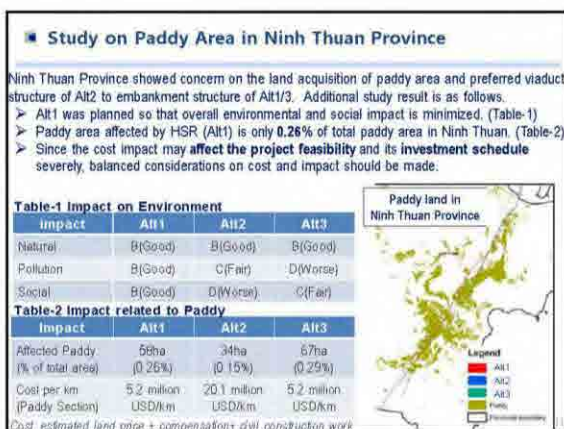 Study on Paddy Area in Ninh Thuan Province
Ninh Thuan Province showed concern on the land acquisition of paddy area and preferred viaduct
structure of Alt2 to embankment structure of Alt1/3. Additional study result is as follows.
➢ Alt1 was planned so that overall environmental and social impact is minimized. (Table-1)
➢ Paddy area affected by HSR (Alt1) is only 0.26% of total paddy area in Ninh Thuan. (Table-2)
➢ Since the cost impact may affect the project feasibility and its investment schedule
severely, balanced considerations on cost and impact should be made.
Table-1 Impact on Environment
Impact Alt1 Alt2 Alt3
Natural B(Good) B(Good) B(Good)
Pollution B(Good) C(Fair) D(Worse)
Social B(Good) D(Worse) C(Fair)
Table-2 Impact related to Paddy
Impact Alt1 Alt2 Alt3
Affected Paddy 58ha 34ha 67ha
(% of total area) (0.26%) (0.15%) (0.29%)
Cost per km 5.2 million 20.1 million 5.2 million
(Paddy Section) USD/km USD/km USD/km
Cost: estimated land price + compensation+ civil construction work
Paddy land in
Ninh Thuan Province
Legend
Alt1
Alt2
Alt3
Paddy